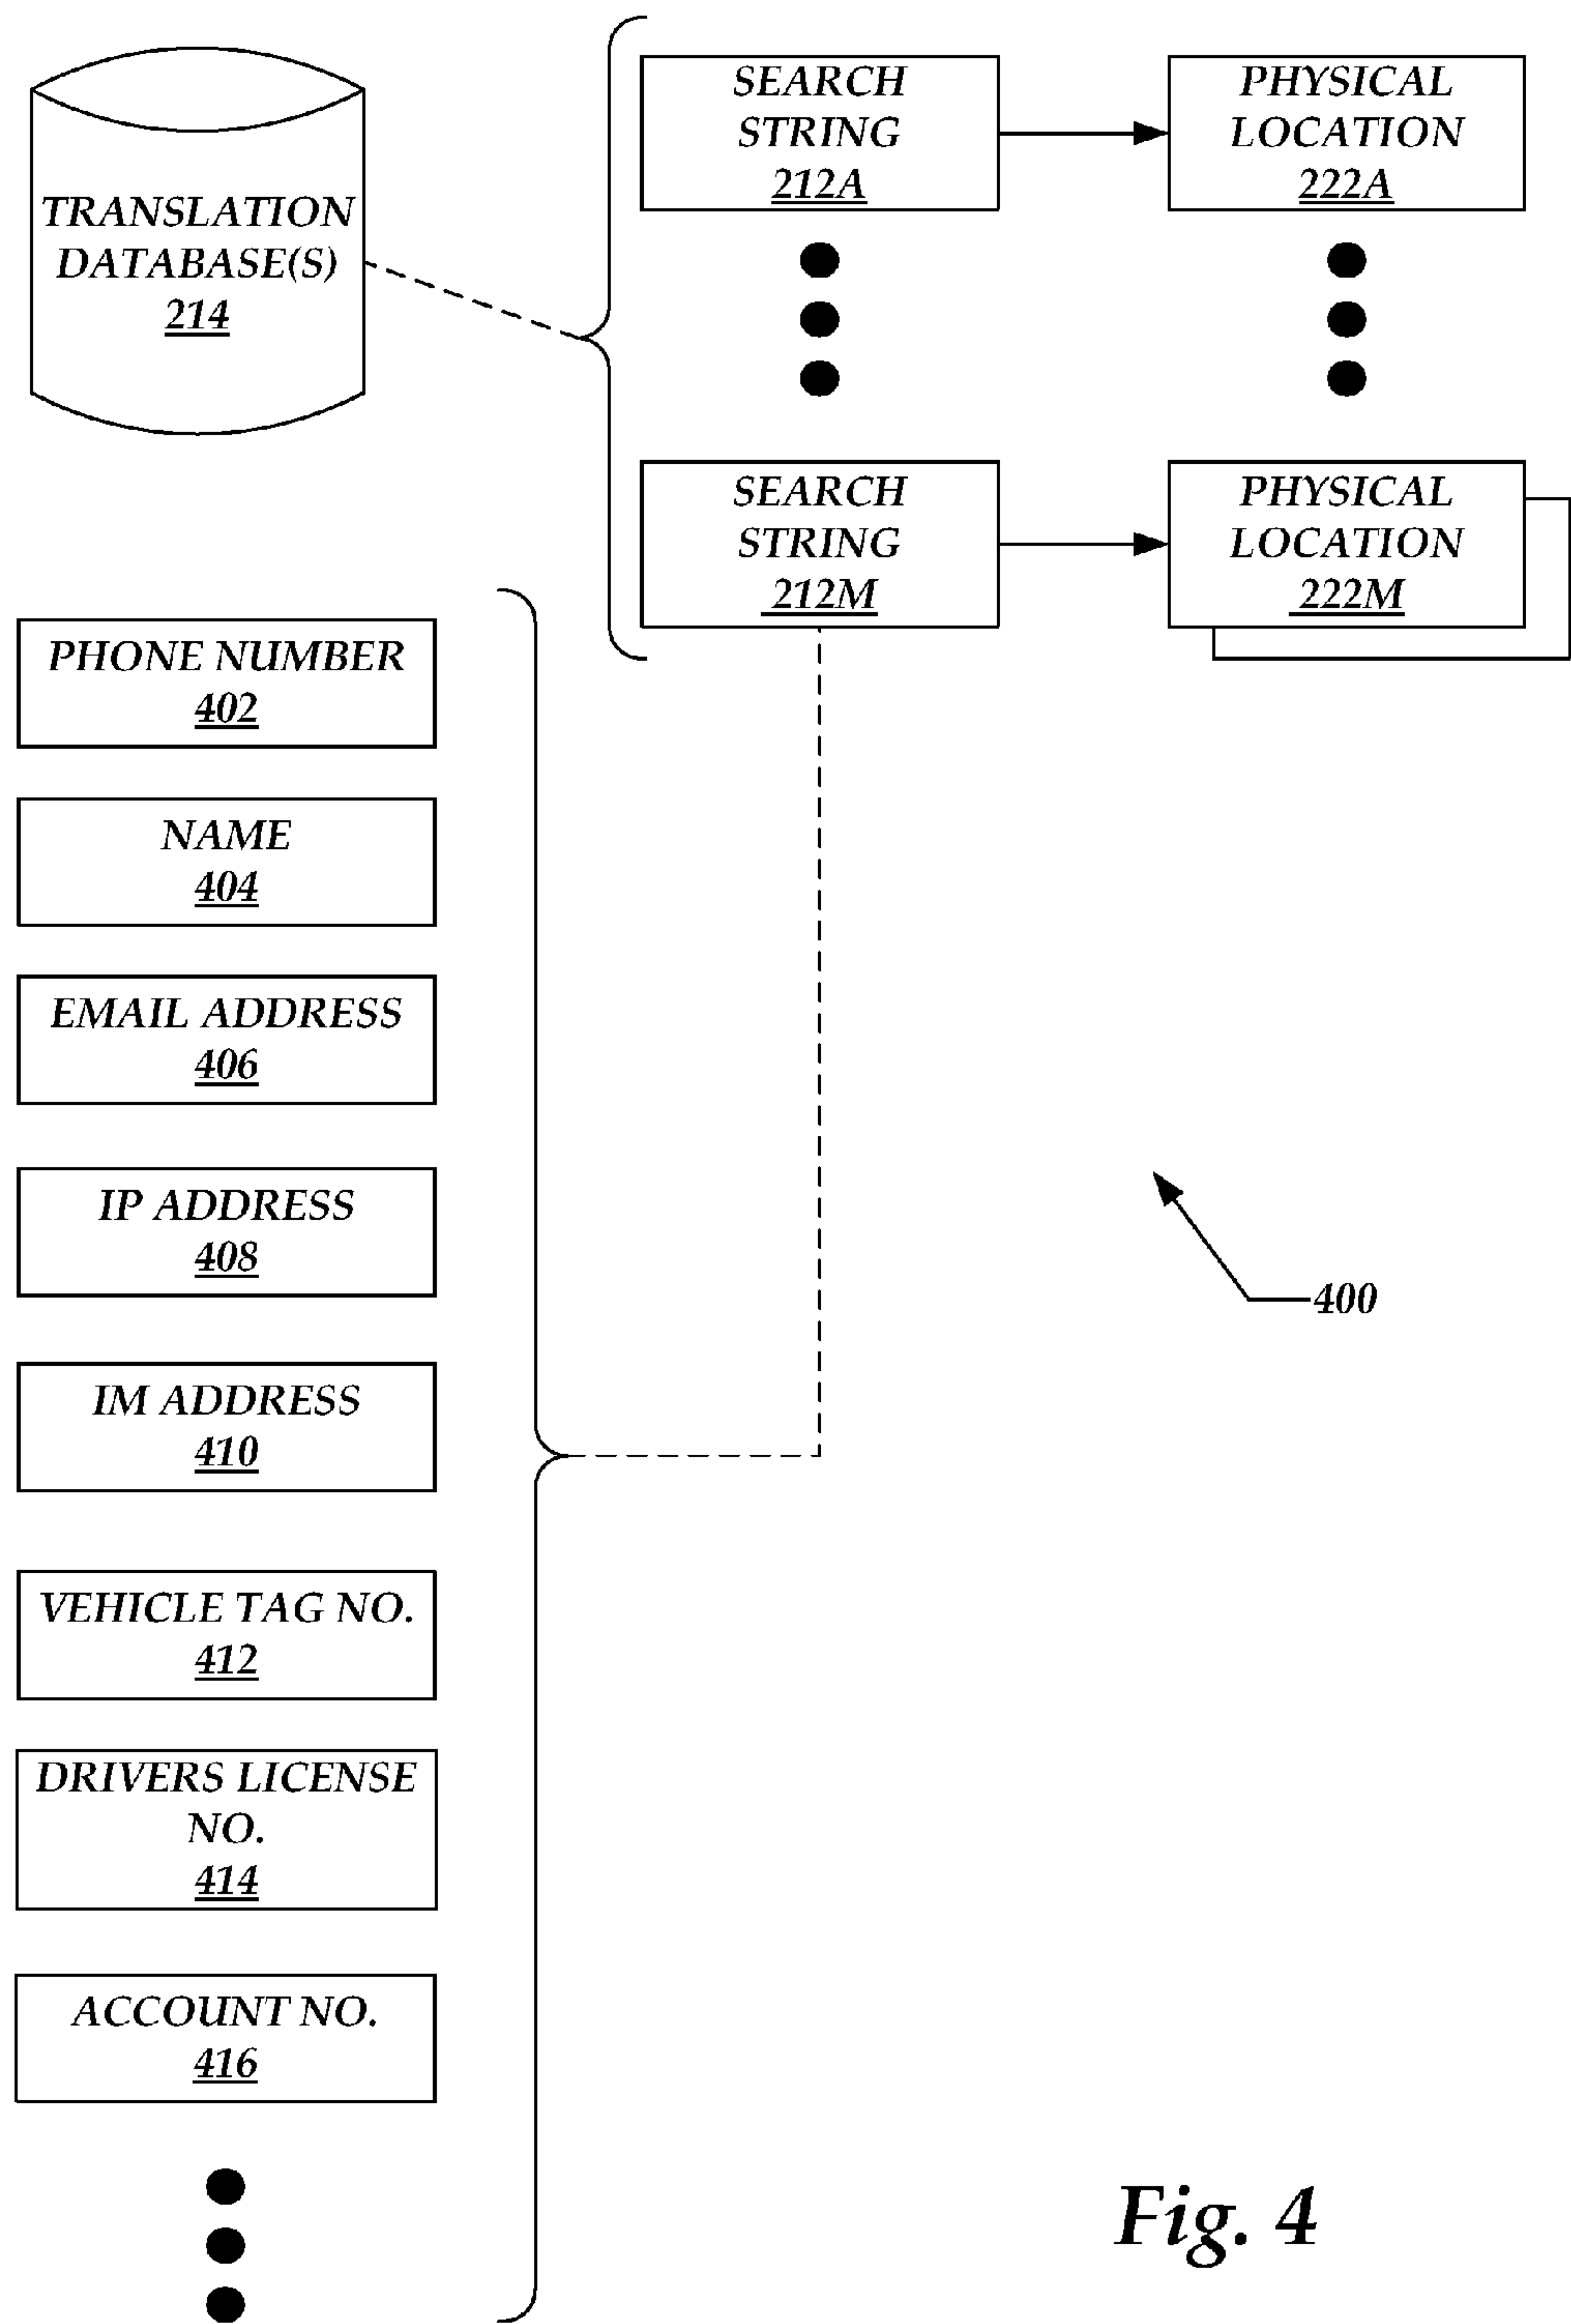 TRANSLATION
DATABASE(S)
214
SEARCH
STRING
212A
PHYSICAL
LOCATION
222A
SEARCH
STRING
212M
PHYSICAL
LOCATION
222M
PHONE NUMBER
402
NAME
404
EMAIL ADDRESS
406
IP ADDRESS
408
IM ADDRESS
410
VEHICLE TAG NO.
412
DRIVERS LICENSE
NO.
414
ACCOUNT NO.
416
400
Fig. 4